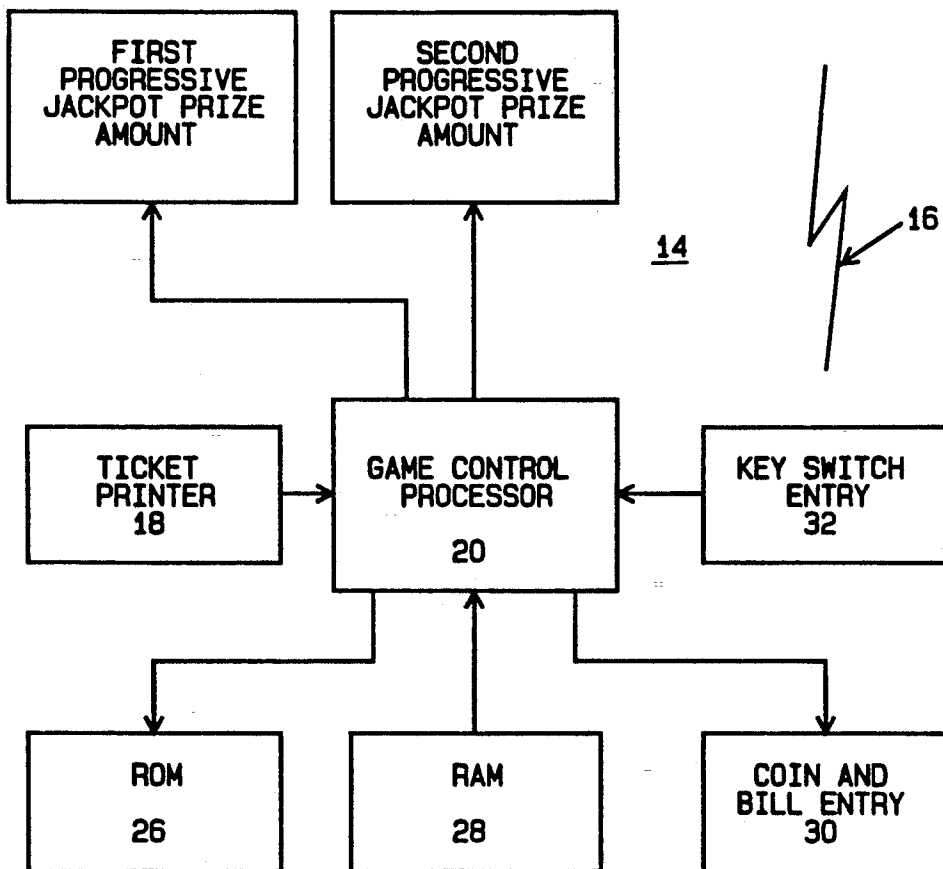 FIRST
PROGRESSIVE
JACKPOT PRIZE
AMOUNT
SECOND
PROGRESSIVE
JACKPOT PRIZE
AMOUNT
14
16
TICKET
PRINTER
18
GAME CONTROL
PROCESSOR
20
KEY SWITCH
ENTRY
32
ROM
26
RAM
28
COIN AND
BILL ENTRY
30